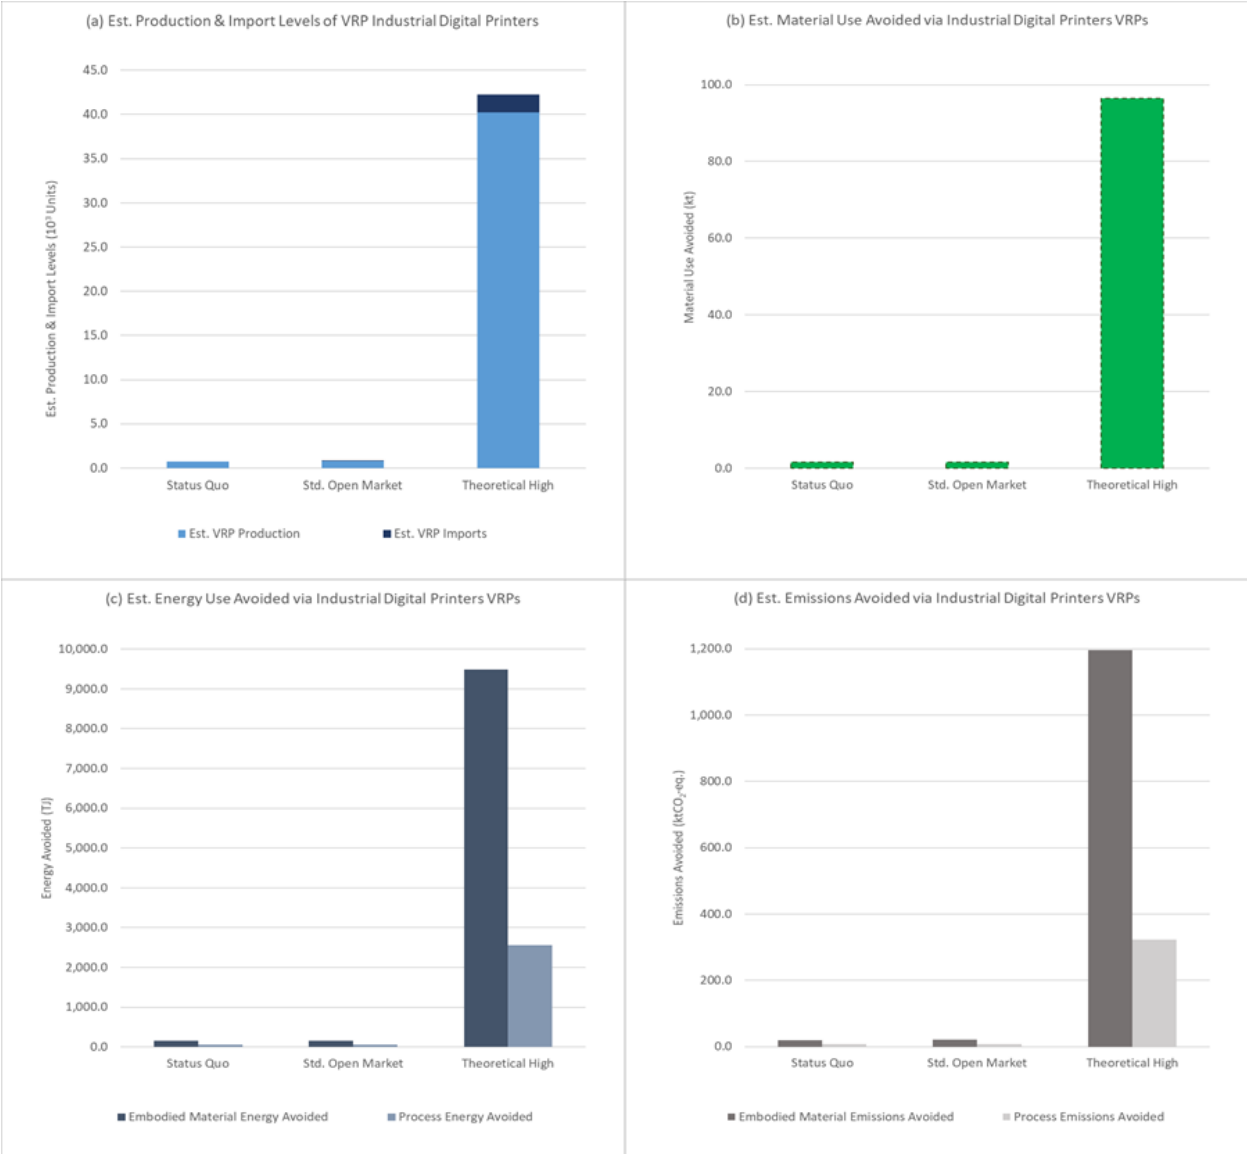 (a) Est. Production & Import Levels of VRP Industrial Digital Printers
45.0
40.0
35.0
30.0
25.0
20.0
15.0
10.0
5.0
0.0
Est. Production & Import Levels (10³ Units)
Status Quo
Std. Open Market
Theoretical High
Est. VRP Production
Est. VRP Imports
(b) Est. Material Use Avoided via Industrial Digital Printers VRPs
100.0
80.0
60.0
40.0
20.0
0.0
Material Use Avoided (kt)
Status Quo
Std. Open Market
Theoretical High
(c) Est. Energy Use Avoided via Industrial Digital Printers VRPs
10,000.0
9,000.0
8,000.0
7,000.0
6,000.0
5,000.0
4,000.0
3,000.0
2,000.0
1,000.0
0.0
Energy Avoided (TJ)
Status Quo
Std. Open Market
Theoretical High
Embodied Material Energy Avoided
Process Energy Avoided
(d) Est. Emissions Avoided via Industrial Digital Printers VRPs
1,200.0
1,000.0
800.0
600.0
400.0
200.0
0.0
Emissions Avoided (ktCO₂-eq.)
Status Quo
Std. Open Market
Theoretical High
Embodied Material Emissions Avoided
Process Emissions Avoided